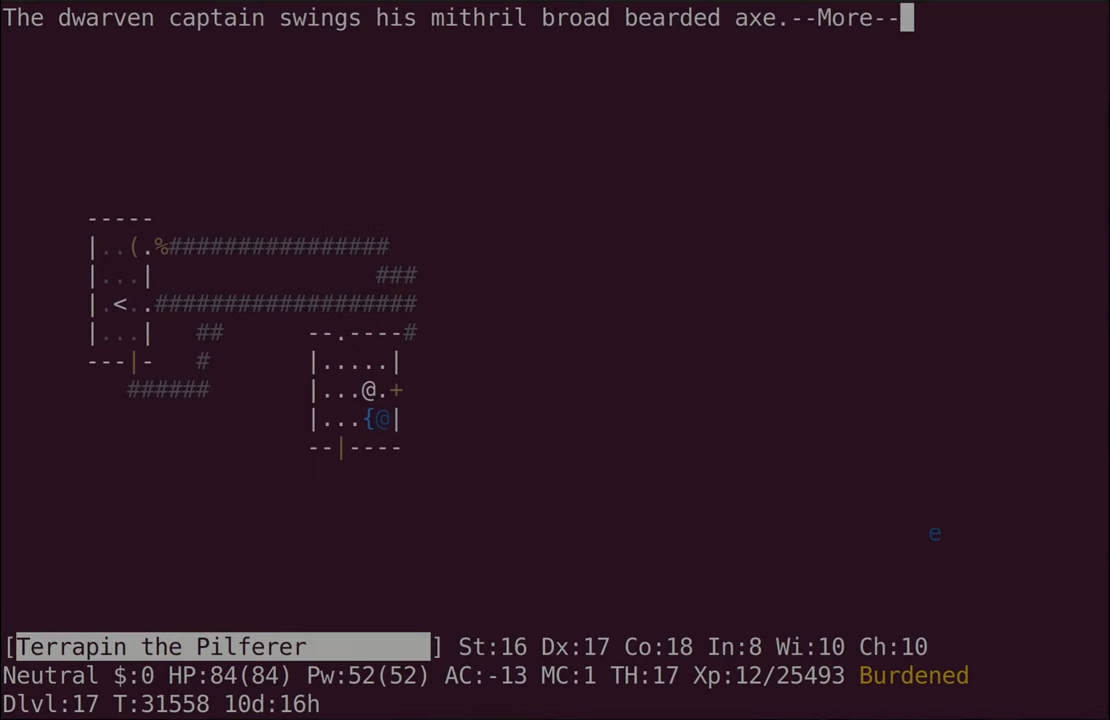 The dwarven captain swings his mithril broad bearded axe.--More--
-----
|..(.%################
|...|                 ###
|.<..###################
|...|   ##      --.----#
---|-   #       |.....|
######       |...@.+
|...{@|
--|----
e
[Terrapin the Pilferer         ] St:16 Dx:17 Co:18 In:8 Wi:10 Ch:10
Neutral $:0 HP:84(84) Pw:52(52) AC:-13 MC:1 TH:17 Xp:12/25493 Burdened
Dlvl:17 T:31558 10d:16h